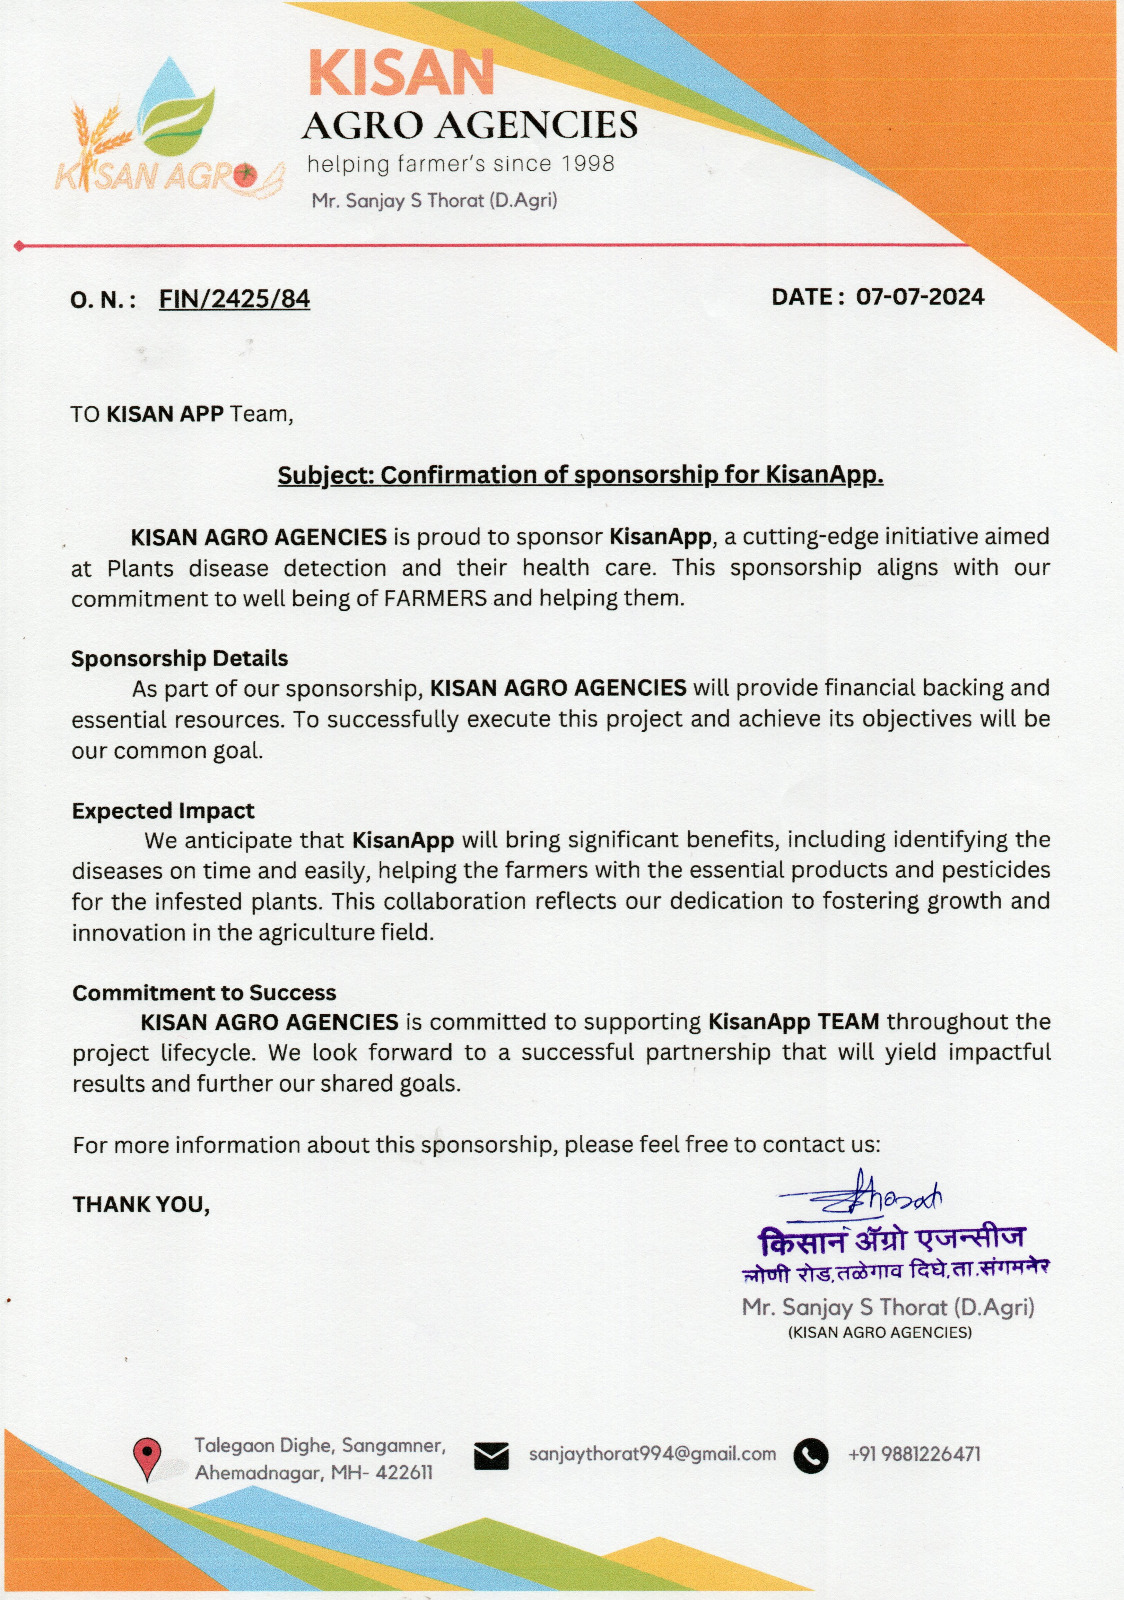 KISAN
AGRO AGENCIES
helping farmer's since 1998
Mr. Sanjay S Thorat (D.Agri)
KISAN AGRO
O. N. : FIN/2425/84
DATE : 07-07-2024
TO KISAN APP Team,
Subject: Confirmation of sponsorship for KisanApp.
KISAN AGRO AGENCIES is proud to sponsor KisanApp, a cutting-edge initiative aimed
at Plants disease detection and their health care. This sponsorship aligns with our
commitment to well being of FARMERS and helping them.
Sponsorship Details
As part of our sponsorship, KISAN AGRO AGENCIES will provide financial backing and
essential resources. To successfully execute this project and achieve its objectives will be
our common goal.
Expected Impact
We anticipate that KisanApp will bring significant benefits, including identifying the
diseases on time and easily, helping the farmers with the essential products and pesticides
for the infested plants. This collaboration reflects our dedication to fostering growth and
innovation in the agriculture field.
Commitment to Success
KISAN AGRO AGENCIES is committed to supporting KisanApp TEAM throughout the
project lifecycle. We look forward to a successful partnership that will yield impactful
results and further our shared goals.
For more information about this sponsorship, please feel free to contact us:
THANK YOU,
Thorat
किसान ॲग्रो एजन्सीज
लोणी रोड,तळेगाव दिघे,ता.संगमनेर
Mr. Sanjay S Thorat (D.Agri)
(KISAN AGRO AGENCIES)
Talegaon Dighe, Sangamner,
Ahemadnagar, MH- 422611
sanjaythorat994@gmail.com
+91 9881226471